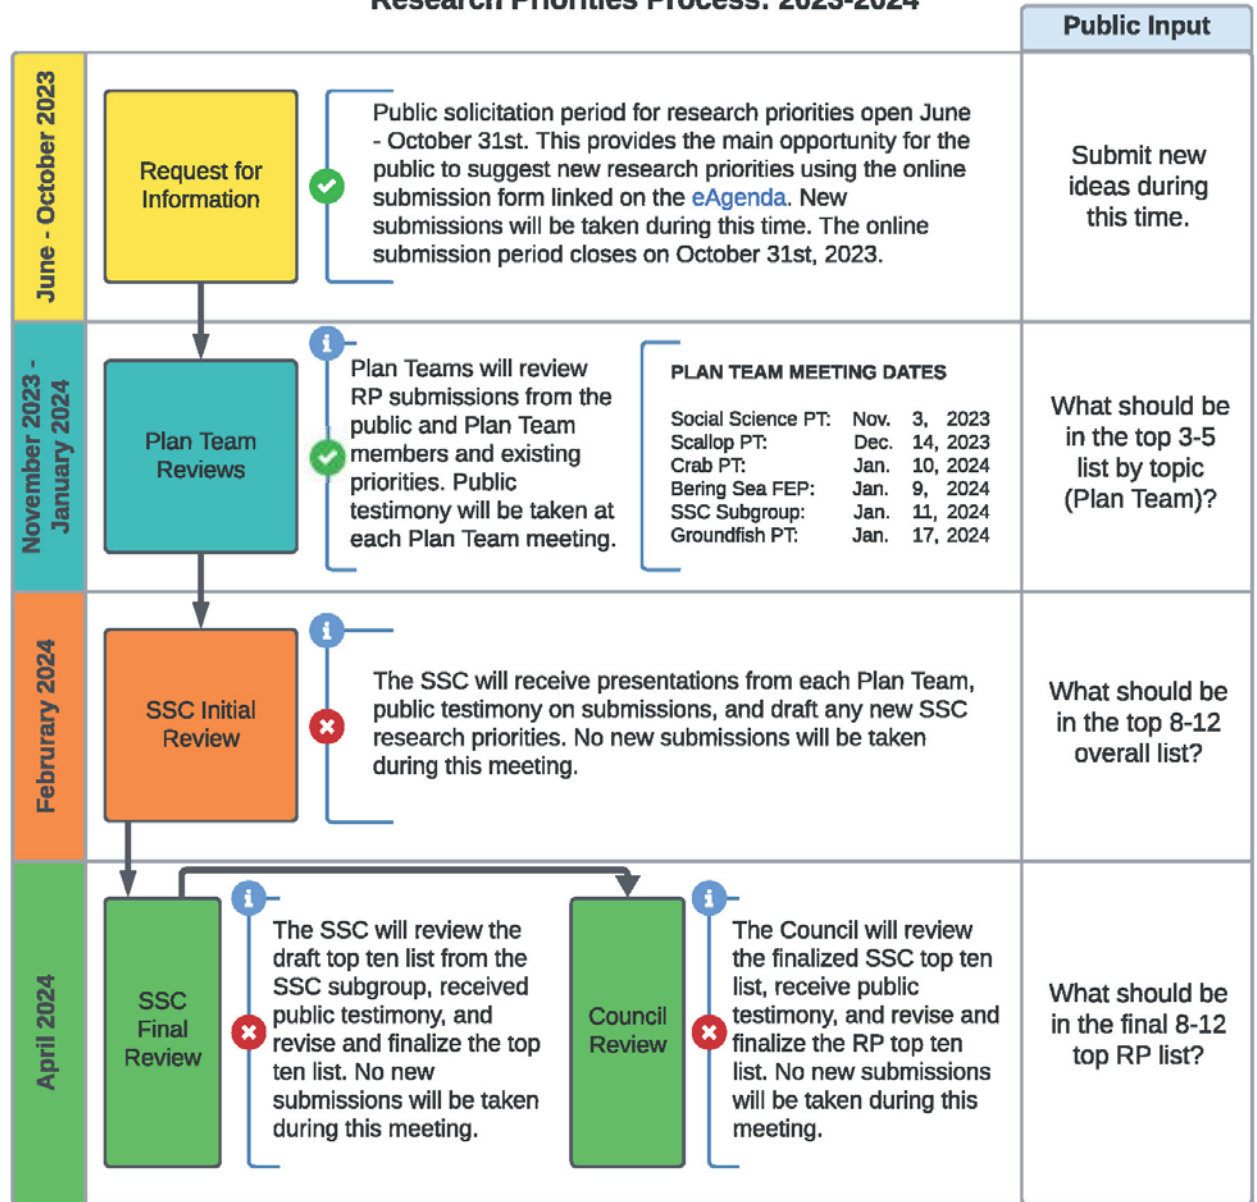 Research Priorities Process: 2023-2024
Public Input
June - October 2023
Request for
Information
Public solicitation period for research priorities open June
- October 31st. This provides the main opportunity for the
public to suggest new research priorities using the online
submission form linked on the eAgenda. New
submissions will be taken during this time. The online
submission period closes on October 31st, 2023.
Submit new
ideas during
this time.
November 2023 -
January 2024
Plan Team
Reviews
Plan Teams will review
RP submissions from the
public and Plan Team
members and existing
priorities. Public
testimony will be taken at
each Plan Team meeting.
PLAN TEAM MEETING DATES
Social Science PT: Nov. 3, 2023
Scallop PT: Dec. 14, 2023
Crab PT: Jan. 10, 2024
Bering Sea FEP: Jan. 9, 2024
SSC Subgroup: Jan. 11, 2024
Groundfish PT: Jan. 17, 2024
What should be
in the top 3-5
list by topic
(Plan Team)?
Februrary 2024
SSC Initial
Review
The SSC will receive presentations from each Plan Team,
public testimony on submissions, and draft any new SSC
research priorities. No new submissions will be taken
during this meeting.
What should be
in the top 8-12
overall list?
April 2024
SSC
Final
Review
The SSC will review the
draft top ten list from the
SSC subgroup, received
public testimony, and
revise and finalize the top
ten list. No new
submissions will be taken
during this meeting.
Council
Review
The Council will review
the finalized SSC top ten
list, receive public
testimony, and revise and
finalize the RP top ten
list. No new submissions
will be taken during this
meeting.
What should be
in the final 8-12
top RP list?